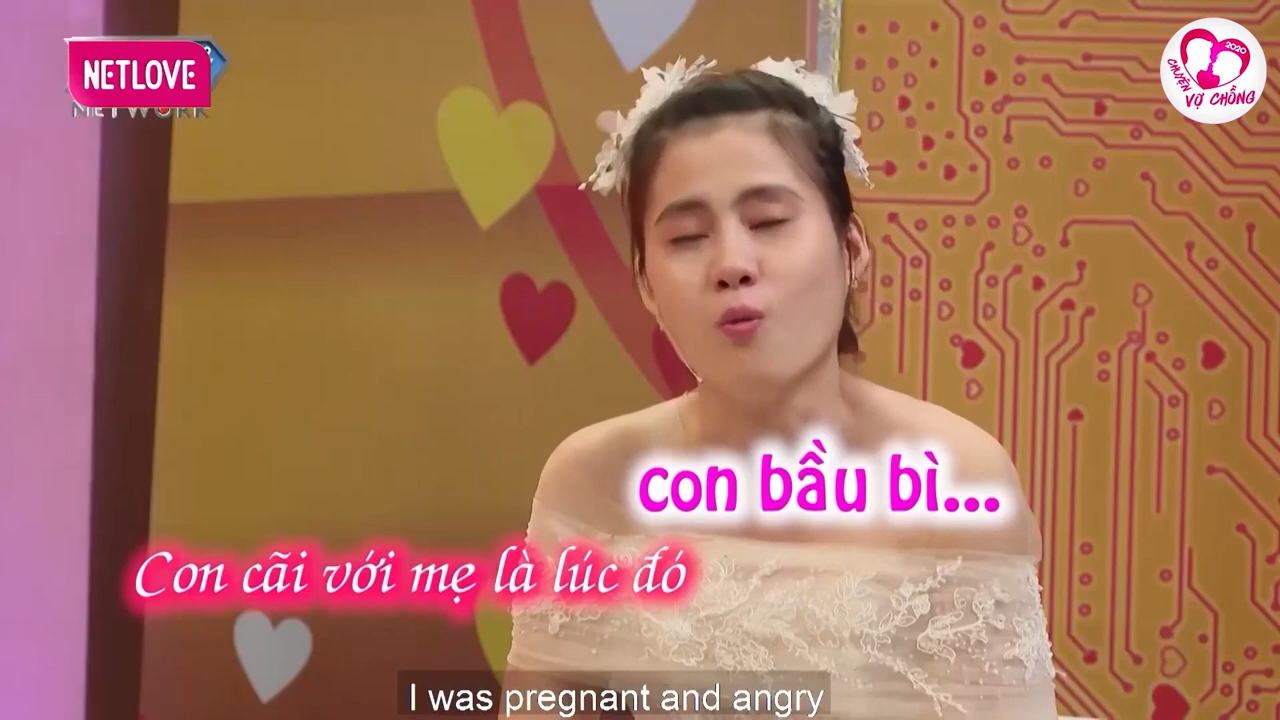 NETLOVE
NETWORK
2020
CHUYỆN
VỢ CHỒNG
con bầu bì...
Con cãi với mẹ là lúc đó
I was pregnant and angry